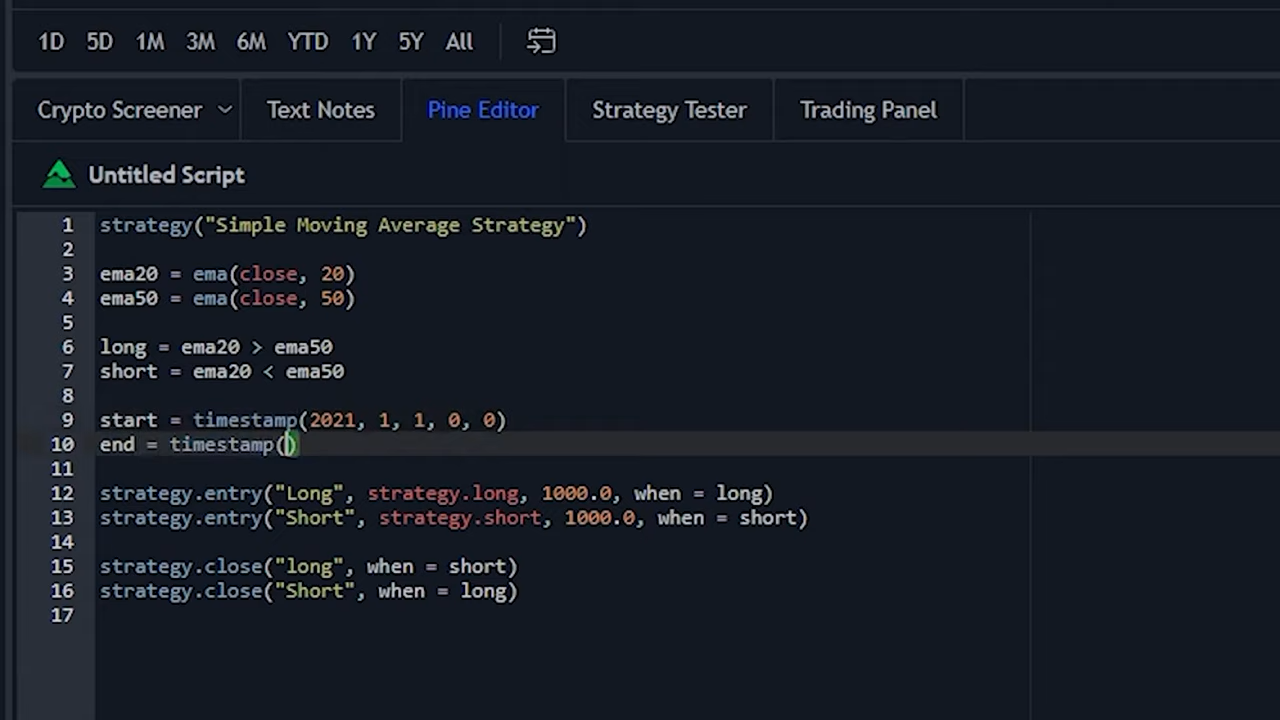 1D 5D 1M 3M 6M YTD 1Y 5Y All
Crypto Screener Text Notes Pine Editor Strategy Tester Trading Panel
Untitled Script
1 strategy("Simple Moving Average Strategy")
2
3 ema20 = ema(close, 20)
4 ema50 = ema(close, 50)
5
6 long = ema20 > ema50
7 short = ema20 < ema50
8
9 start = timestamp(2021, 1, 1, 0, 0)
10 end = timestamp()
11
12 strategy.entry("Long", strategy.long, 1000.0, when = long)
13 strategy.entry("Short", strategy.short, 1000.0, when = short)
14
15 strategy.close("long", when = short)
16 strategy.close("Short", when = long)
17